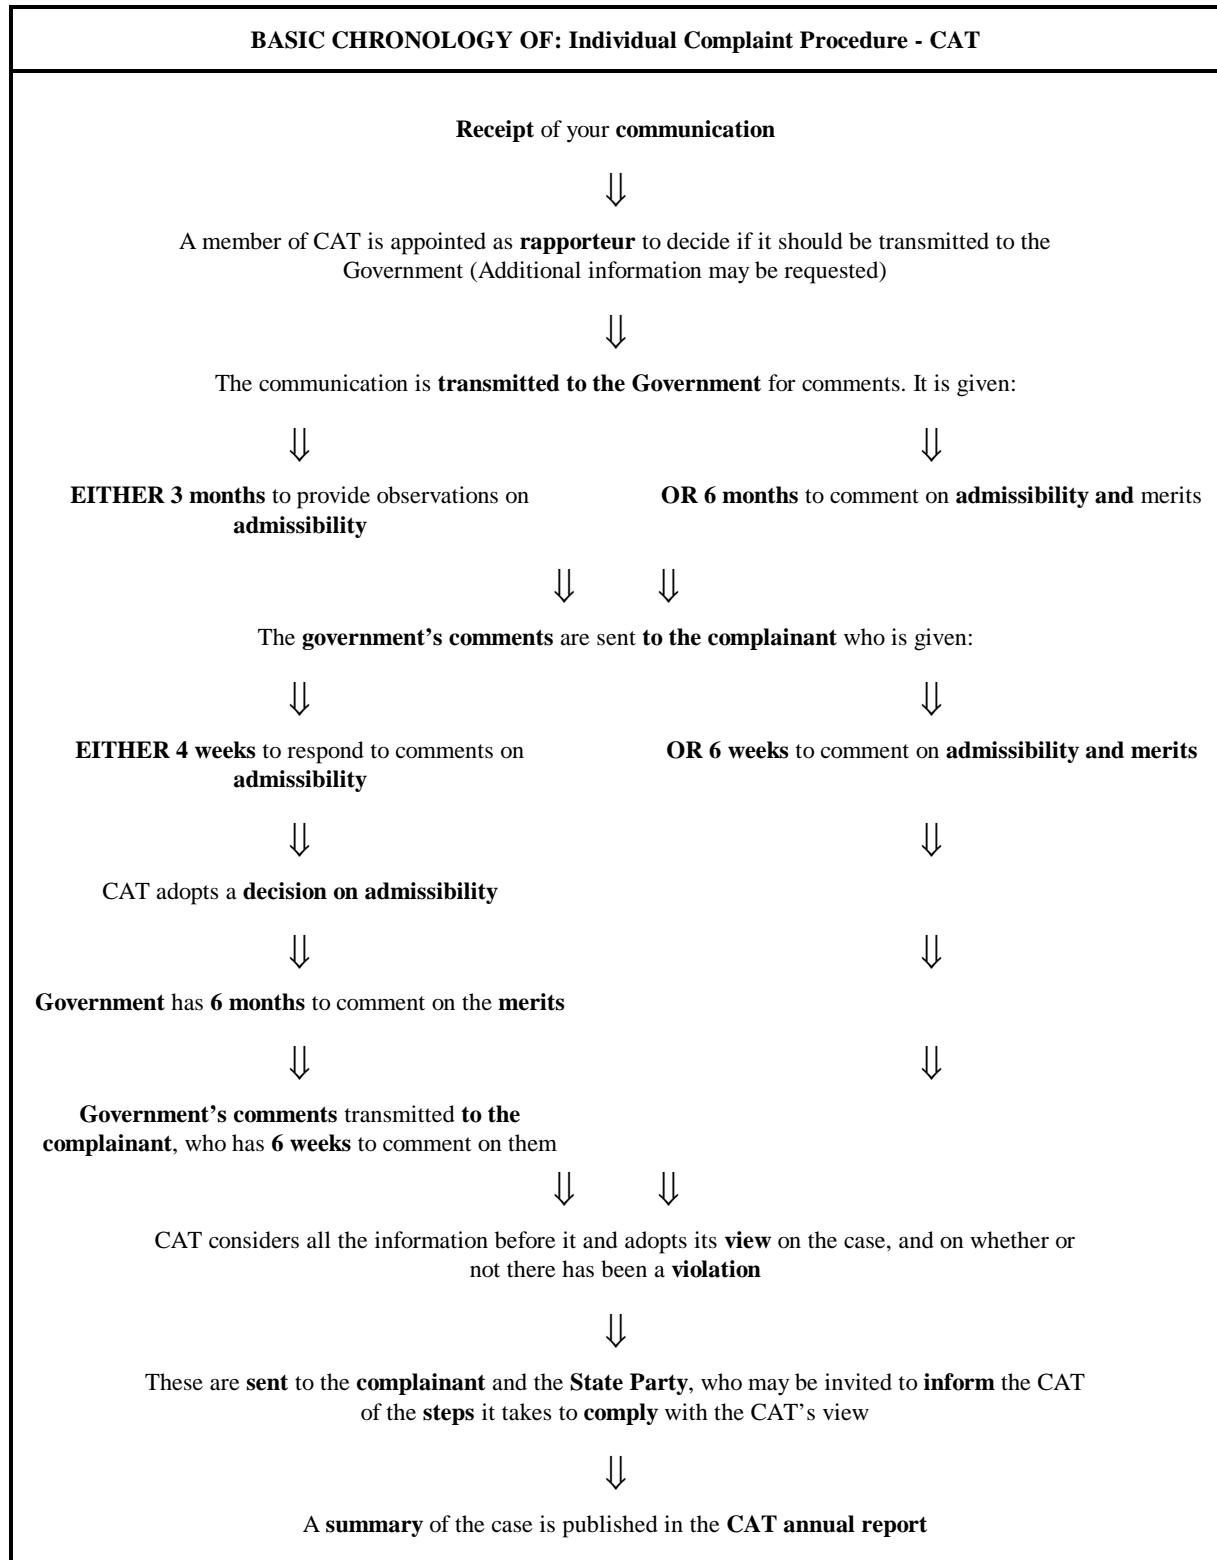 BASIC CHRONOLOGY OF: Individual Complaint Procedure - CAT
Receipt of your communication
⇓
A member of CAT is appointed as rapporteur to decide if it should be transmitted to the
Government (Additional information may be requested)
⇓
The communication is transmitted to the Government for comments. It is given:
⇓ ⇓
EITHER 3 months to provide observations on
admissibility
OR 6 months to comment on admissibility and merits
⇓ ⇓
The government’s comments are sent to the complainant who is given:
⇓ ⇓
EITHER 4 weeks to respond to comments on
admissibility
OR 6 weeks to comment on admissibility and merits
⇓ ⇓
CAT adopts a decision on admissibility
⇓ ⇓
Government has 6 months to comment on the merits
⇓ ⇓
Government’s comments transmitted to the
complainant, who has 6 weeks to comment on them
⇓ ⇓
CAT considers all the information before it and adopts its view on the case, and on whether or
not there has been a violation
⇓
These are sent to the complainant and the State Party, who may be invited to inform the CAT
of the steps it takes to comply with the CAT’s view
⇓
A summary of the case is published in the CAT annual report